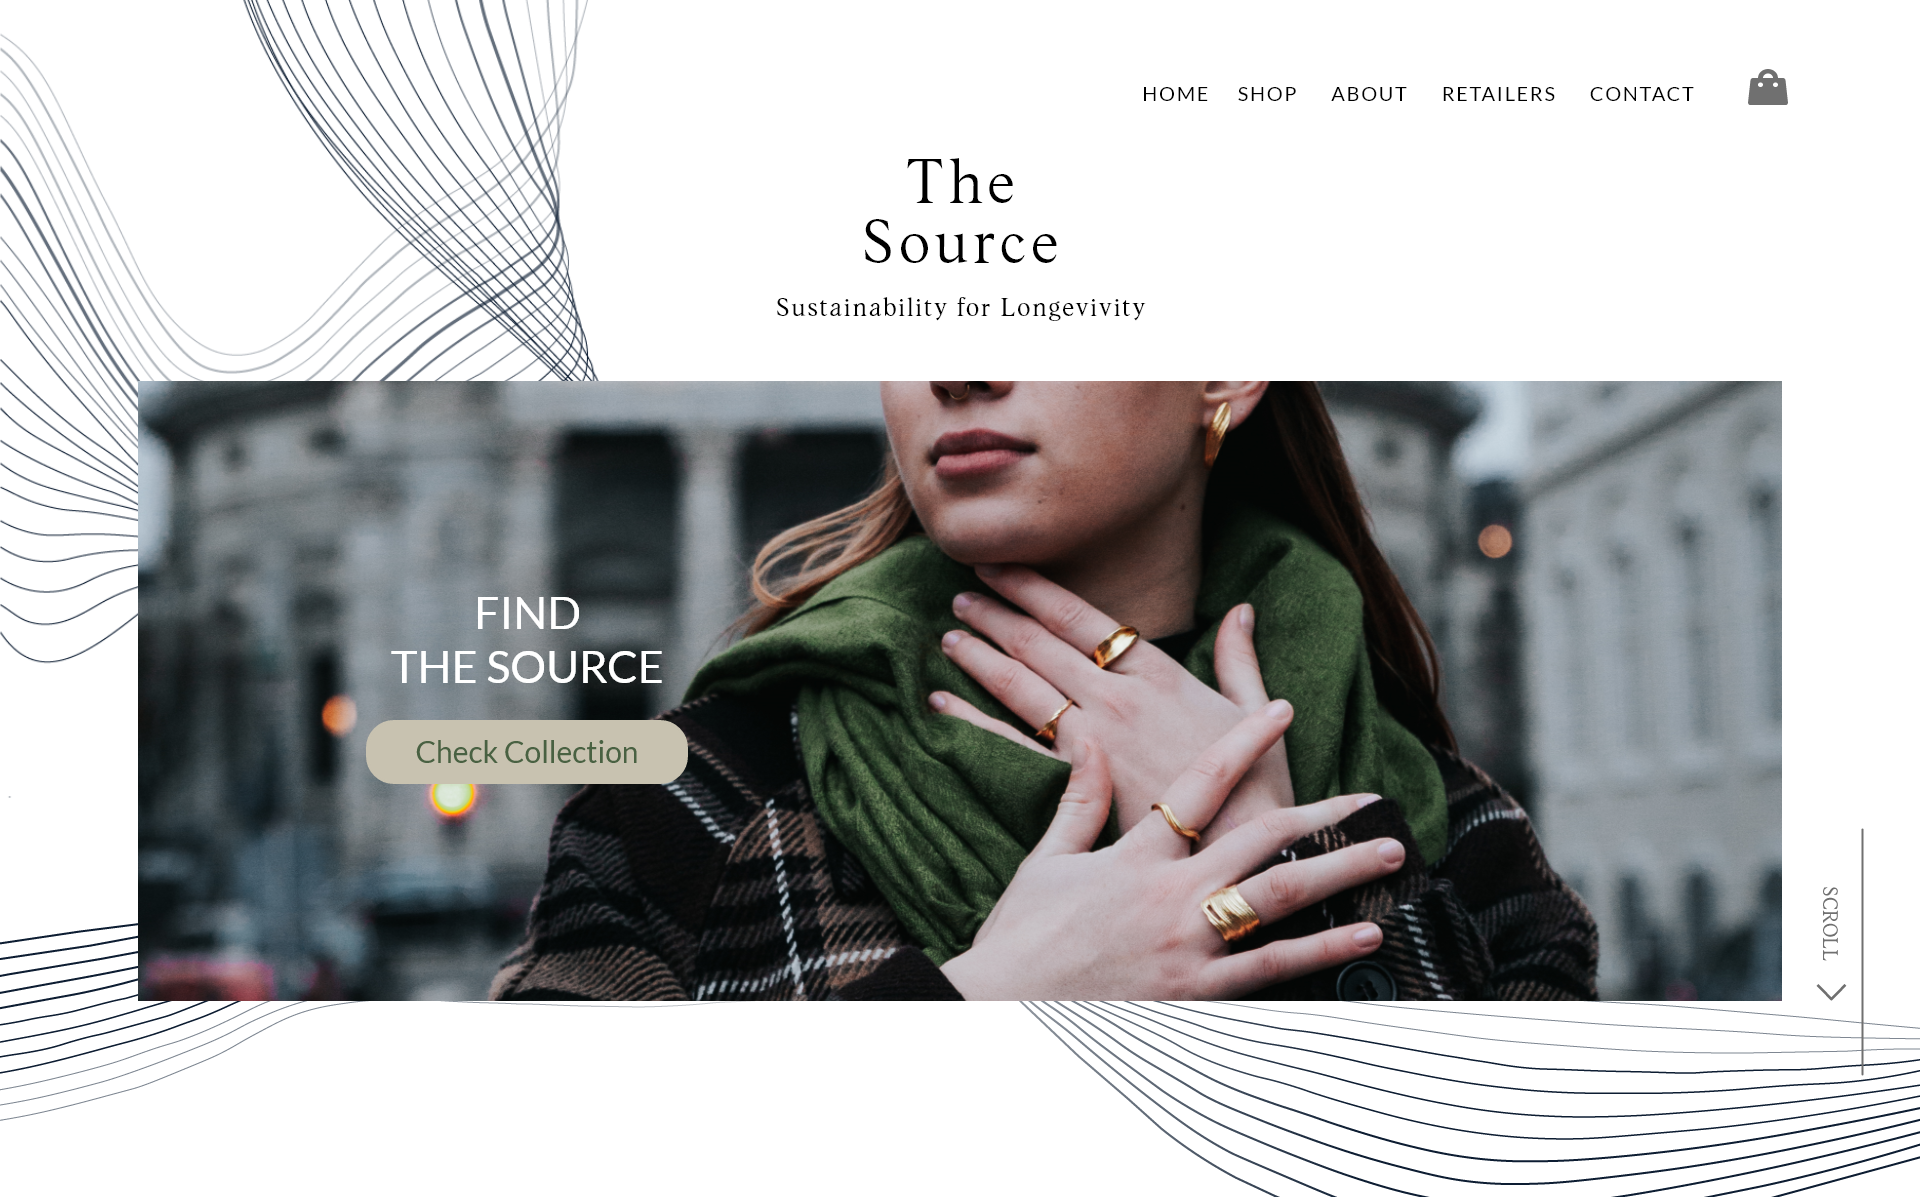 HOME SHOP ABOUT RETAILERS CONTACT
The
Source
Sustainability for Longevivity
FIND
THE SOURCE
Check Collection
SCROLL